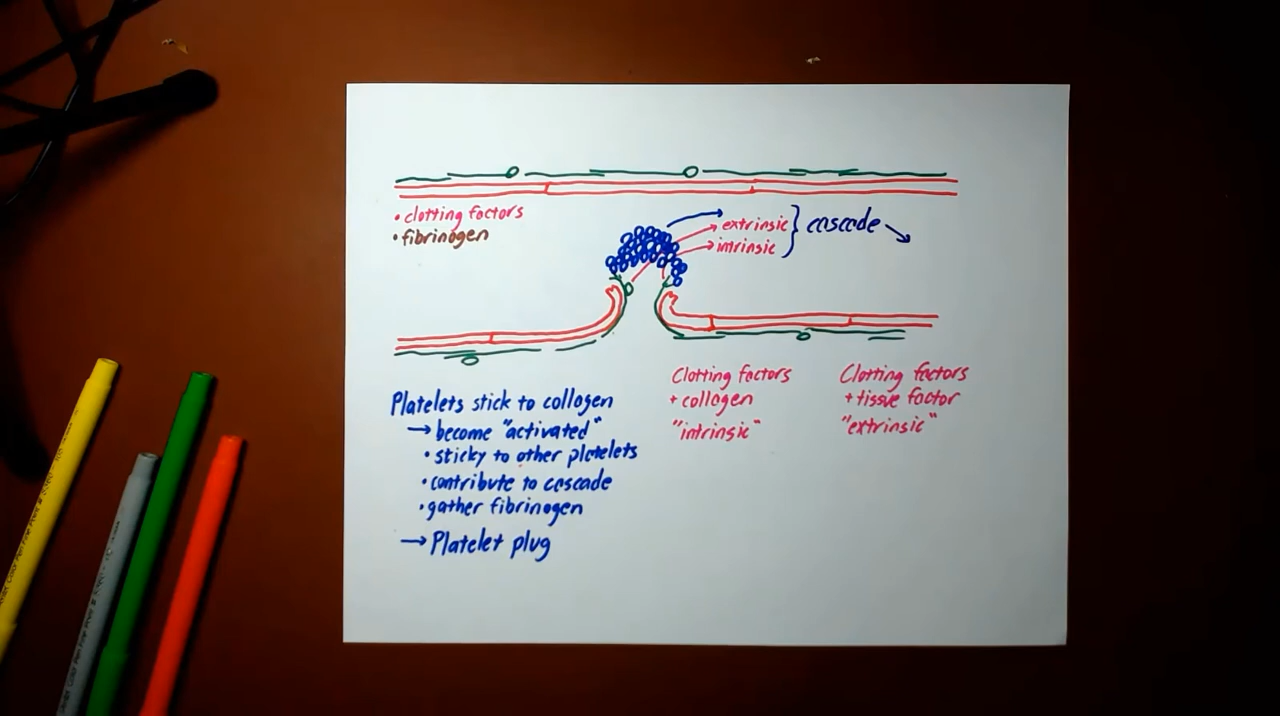 • clotting factors
• fibrinogen
extrinsic
intrinsic
} cascade
Platelets stick to collagen
→ become "activated"
• sticky to other platelets
• contribute to cascade
• gather fibrinogen
→ Platelet plug
Clotting factors
+ collagen
"intrinsic"
Clotting factors
+ tissue factor
"extrinsic"